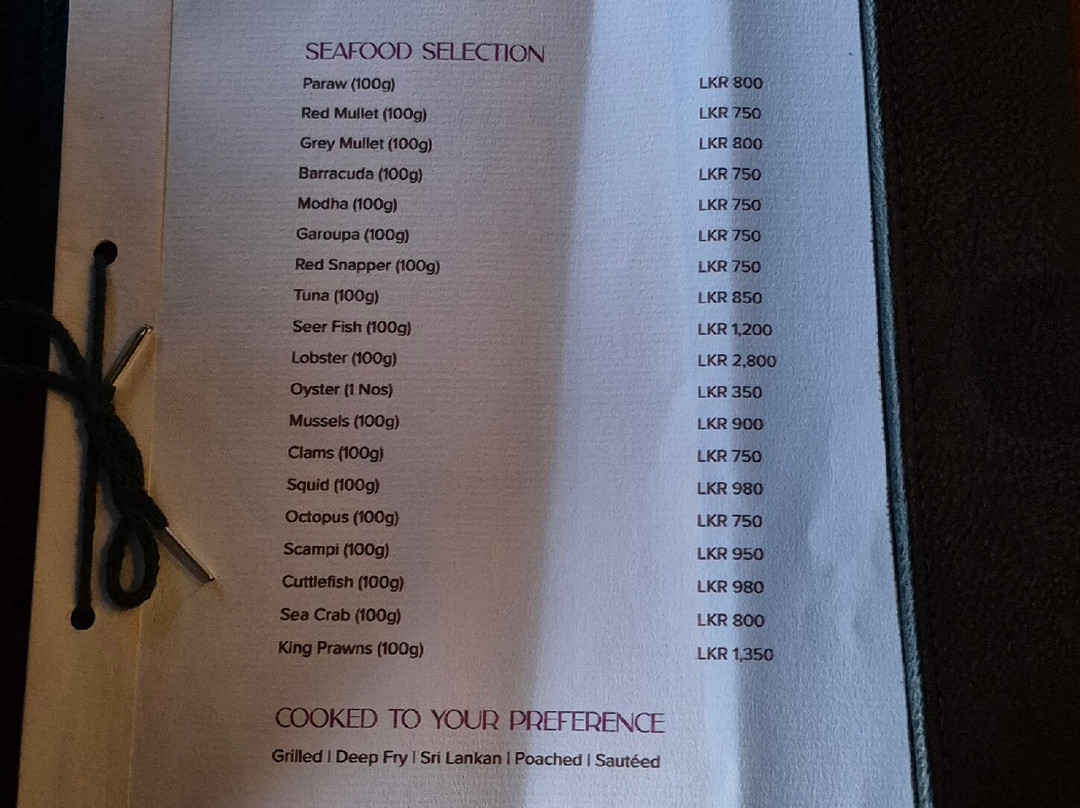 SEAFOOD SELECTION
Paraw (100g) LKR 800
Red Mullet (100g) LKR 750
Grey Mullet (100g) LKR 800
Barracuda (100g) LKR 750
Modha (100g) LKR 750
Garoupa (100g) LKR 750
Red Snapper (100g) LKR 750
Tuna (100g) LKR 850
Seer Fish (100g) LKR 1,200
Lobster (100g) LKR 2,800
Oyster (1 Nos) LKR 350
Mussels (100g) LKR 900
Clams (100g) LKR 750
Squid (100g) LKR 980
Octopus (100g) LKR 750
Scampi (100g) LKR 950
Cuttlefish (100g) LKR 980
Sea Crab (100g) LKR 800
King Prawns (100g) LKR 1,350
COOKED TO YOUR PREFERENCE
Grilled | Deep Fry | Sri Lankan | Poached | Sautéed